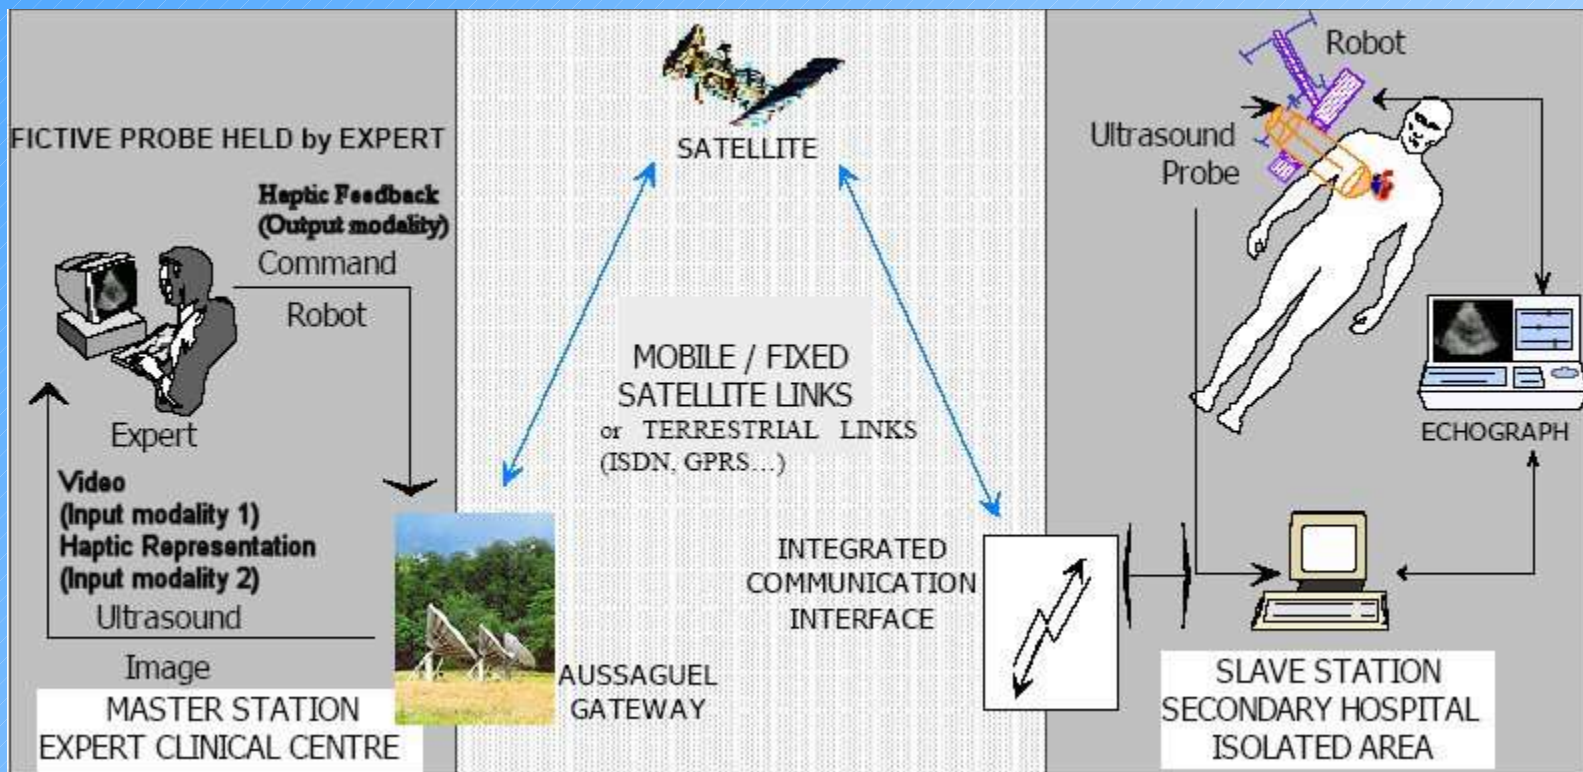 FICTIVE PROBE HELD by EXPERT
Haptic Feedback
(Output modality)
Command
Robot
Expert
Video
(Input modality 1)
Haptic Representation
(Input modality 2)
Ultrasound
Image
MASTER STATION
EXPERT CLINICAL CENTRE
SATELLITE
MOBILE / FIXED
SATELLITE LINKS
or TERRESTRIAL LINKS
(ISDN, GPRS...)
AUSSAGUEL
GATEWAY
INTEGRATED
COMMUNICATION
INTERFACE
Robot
Ultrasound
Probe
ECHOGRAPH
SLAVE STATION
SECONDARY HOSPITAL
ISOLATED AREA